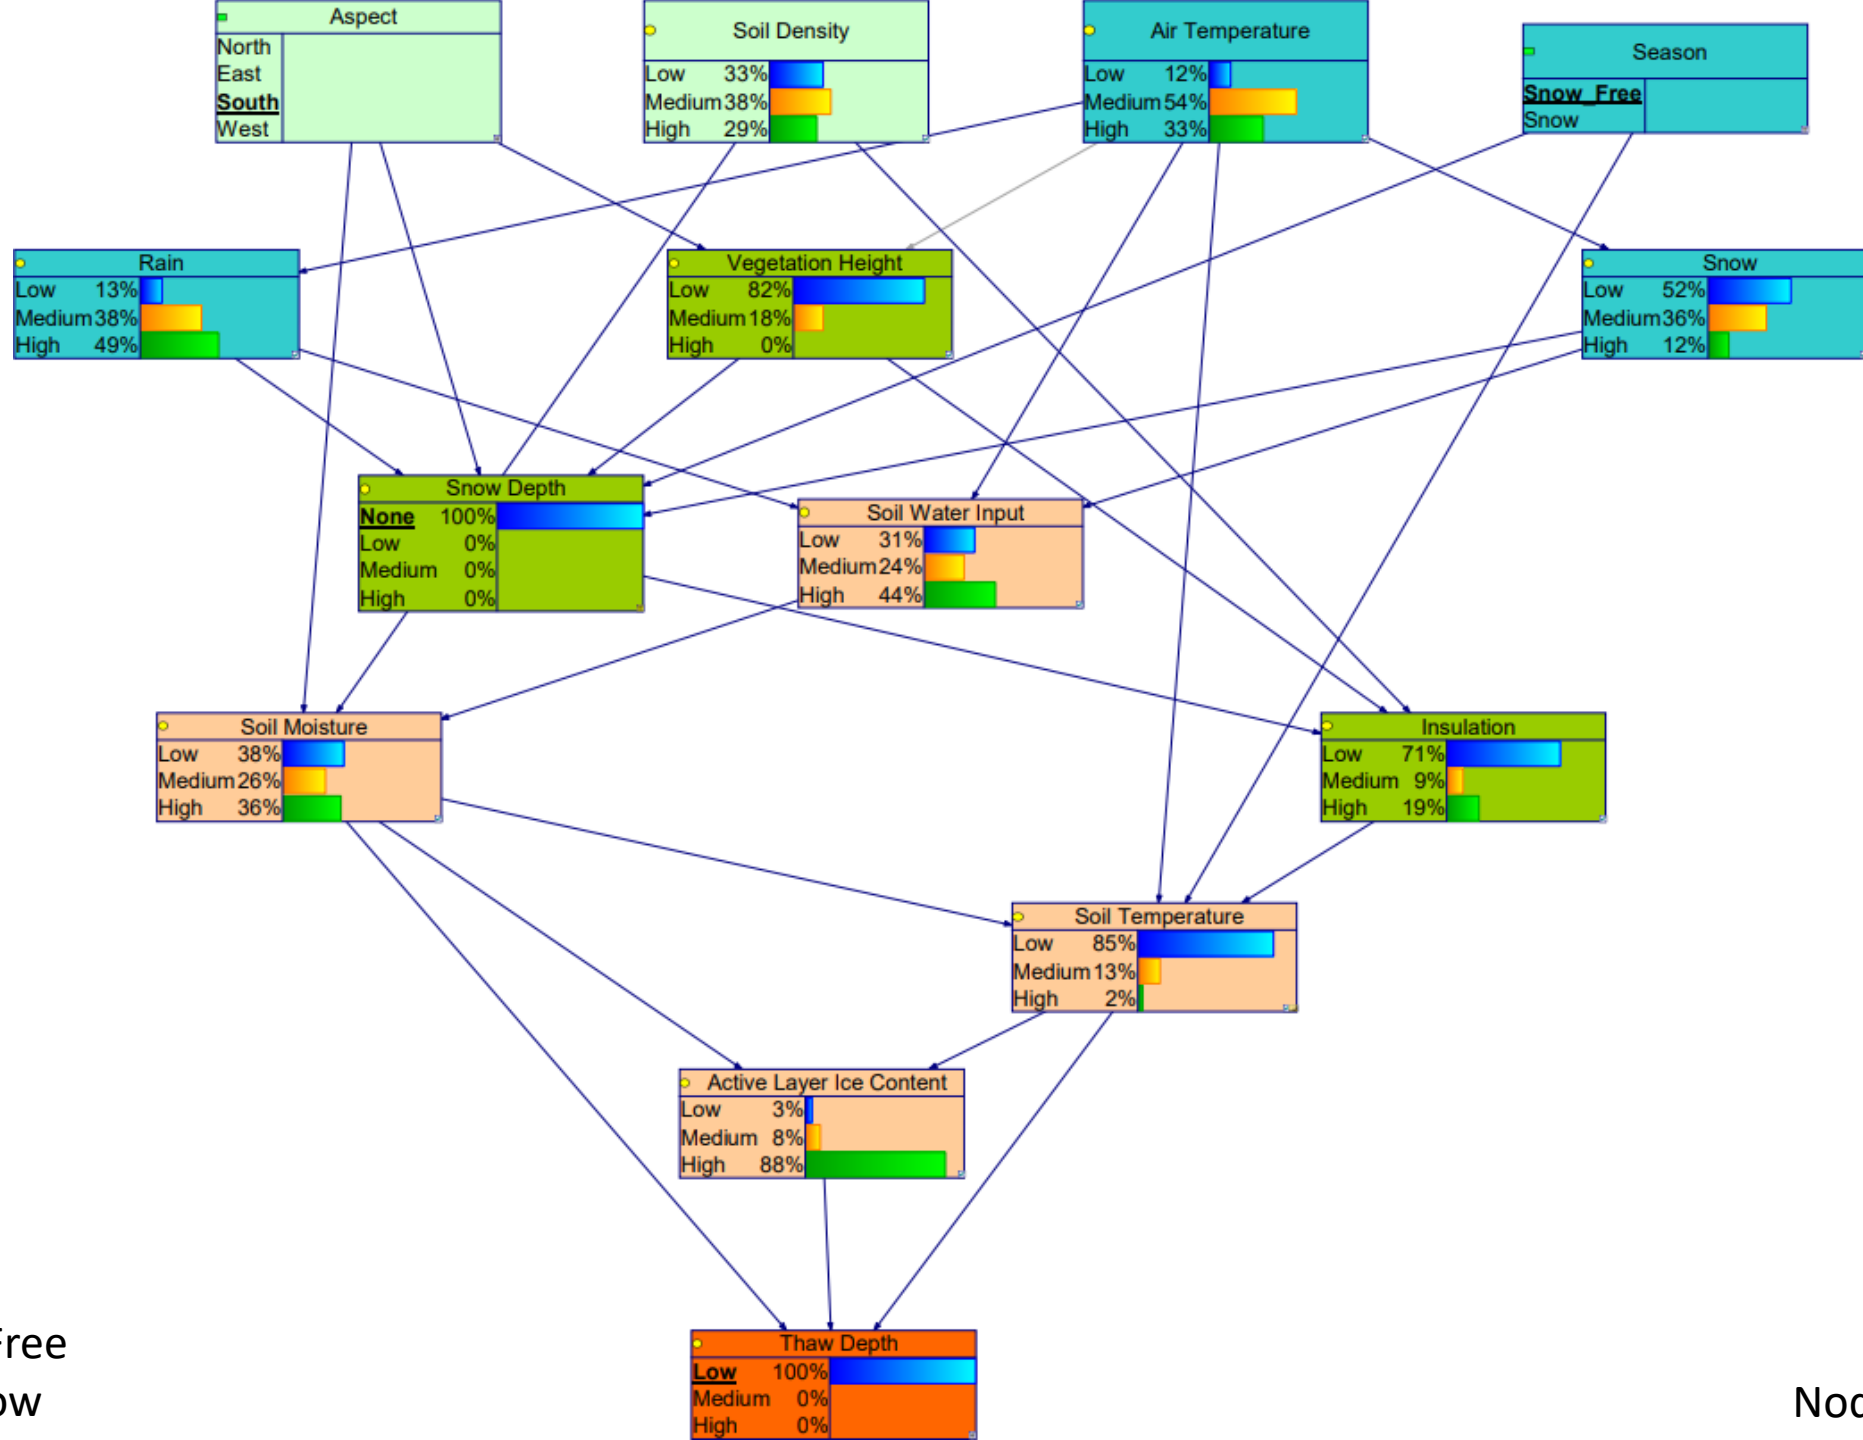 Aspect
North
East
South
West
Soil Density
Low 33%
Medium 38%
High 29%
Air Temperature
Low 12%
Medium 54%
High 33%
Season
Snow_Free
Snow
Rain
Low 13%
Medium 38%
High 49%
Vegetation Height
Low 82%
Medium 18%
High 0%
Snow
Low 52%
Medium 36%
High 12%
Snow Depth
None 100%
Low 0%
Medium 0%
High 0%
Soil Water Input
Low 31%
Medium 24%
High 44%
Soil Moisture
Low 38%
Medium 26%
High 36%
Insulation
Low 71%
Medium 9%
High 19%
Soil Temperature
Low 85%
Medium 13%
High 2%
Active Layer Ice Content
Low 3%
Medium 8%
High 88%
Thaw Depth
Low 100%
Medium 0%
High 0%
ree
ow
No